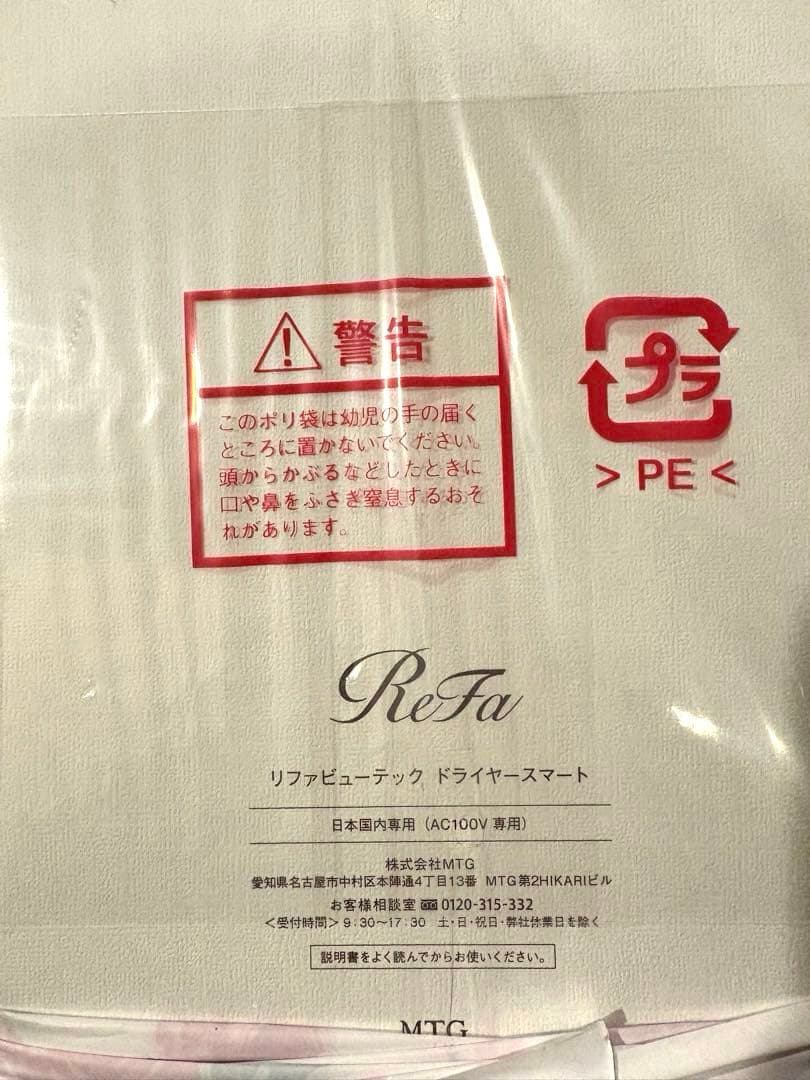 警告
このポリ袋は幼児の手の届く
ところに置かないでください。
頭からかぶるなどしたときに
口や鼻をふさぎ窒息するおそ
れがあります。
プラ
＞PE＜
ReFa
リファビューテック ドライヤースマート
日本国内専用（AC100V 専用）
株式会社MTG
愛知県名古屋市中村区本陣通4丁目13番 MTG第2HIKARIビル
お客様相談室 0120-315-332
＜受付時間＞9:30〜17:30 土・日・祝日・弊社休業日を除く
説明書をよく読んでからお使いください。
MTG